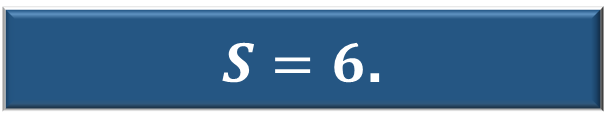 S = 6.